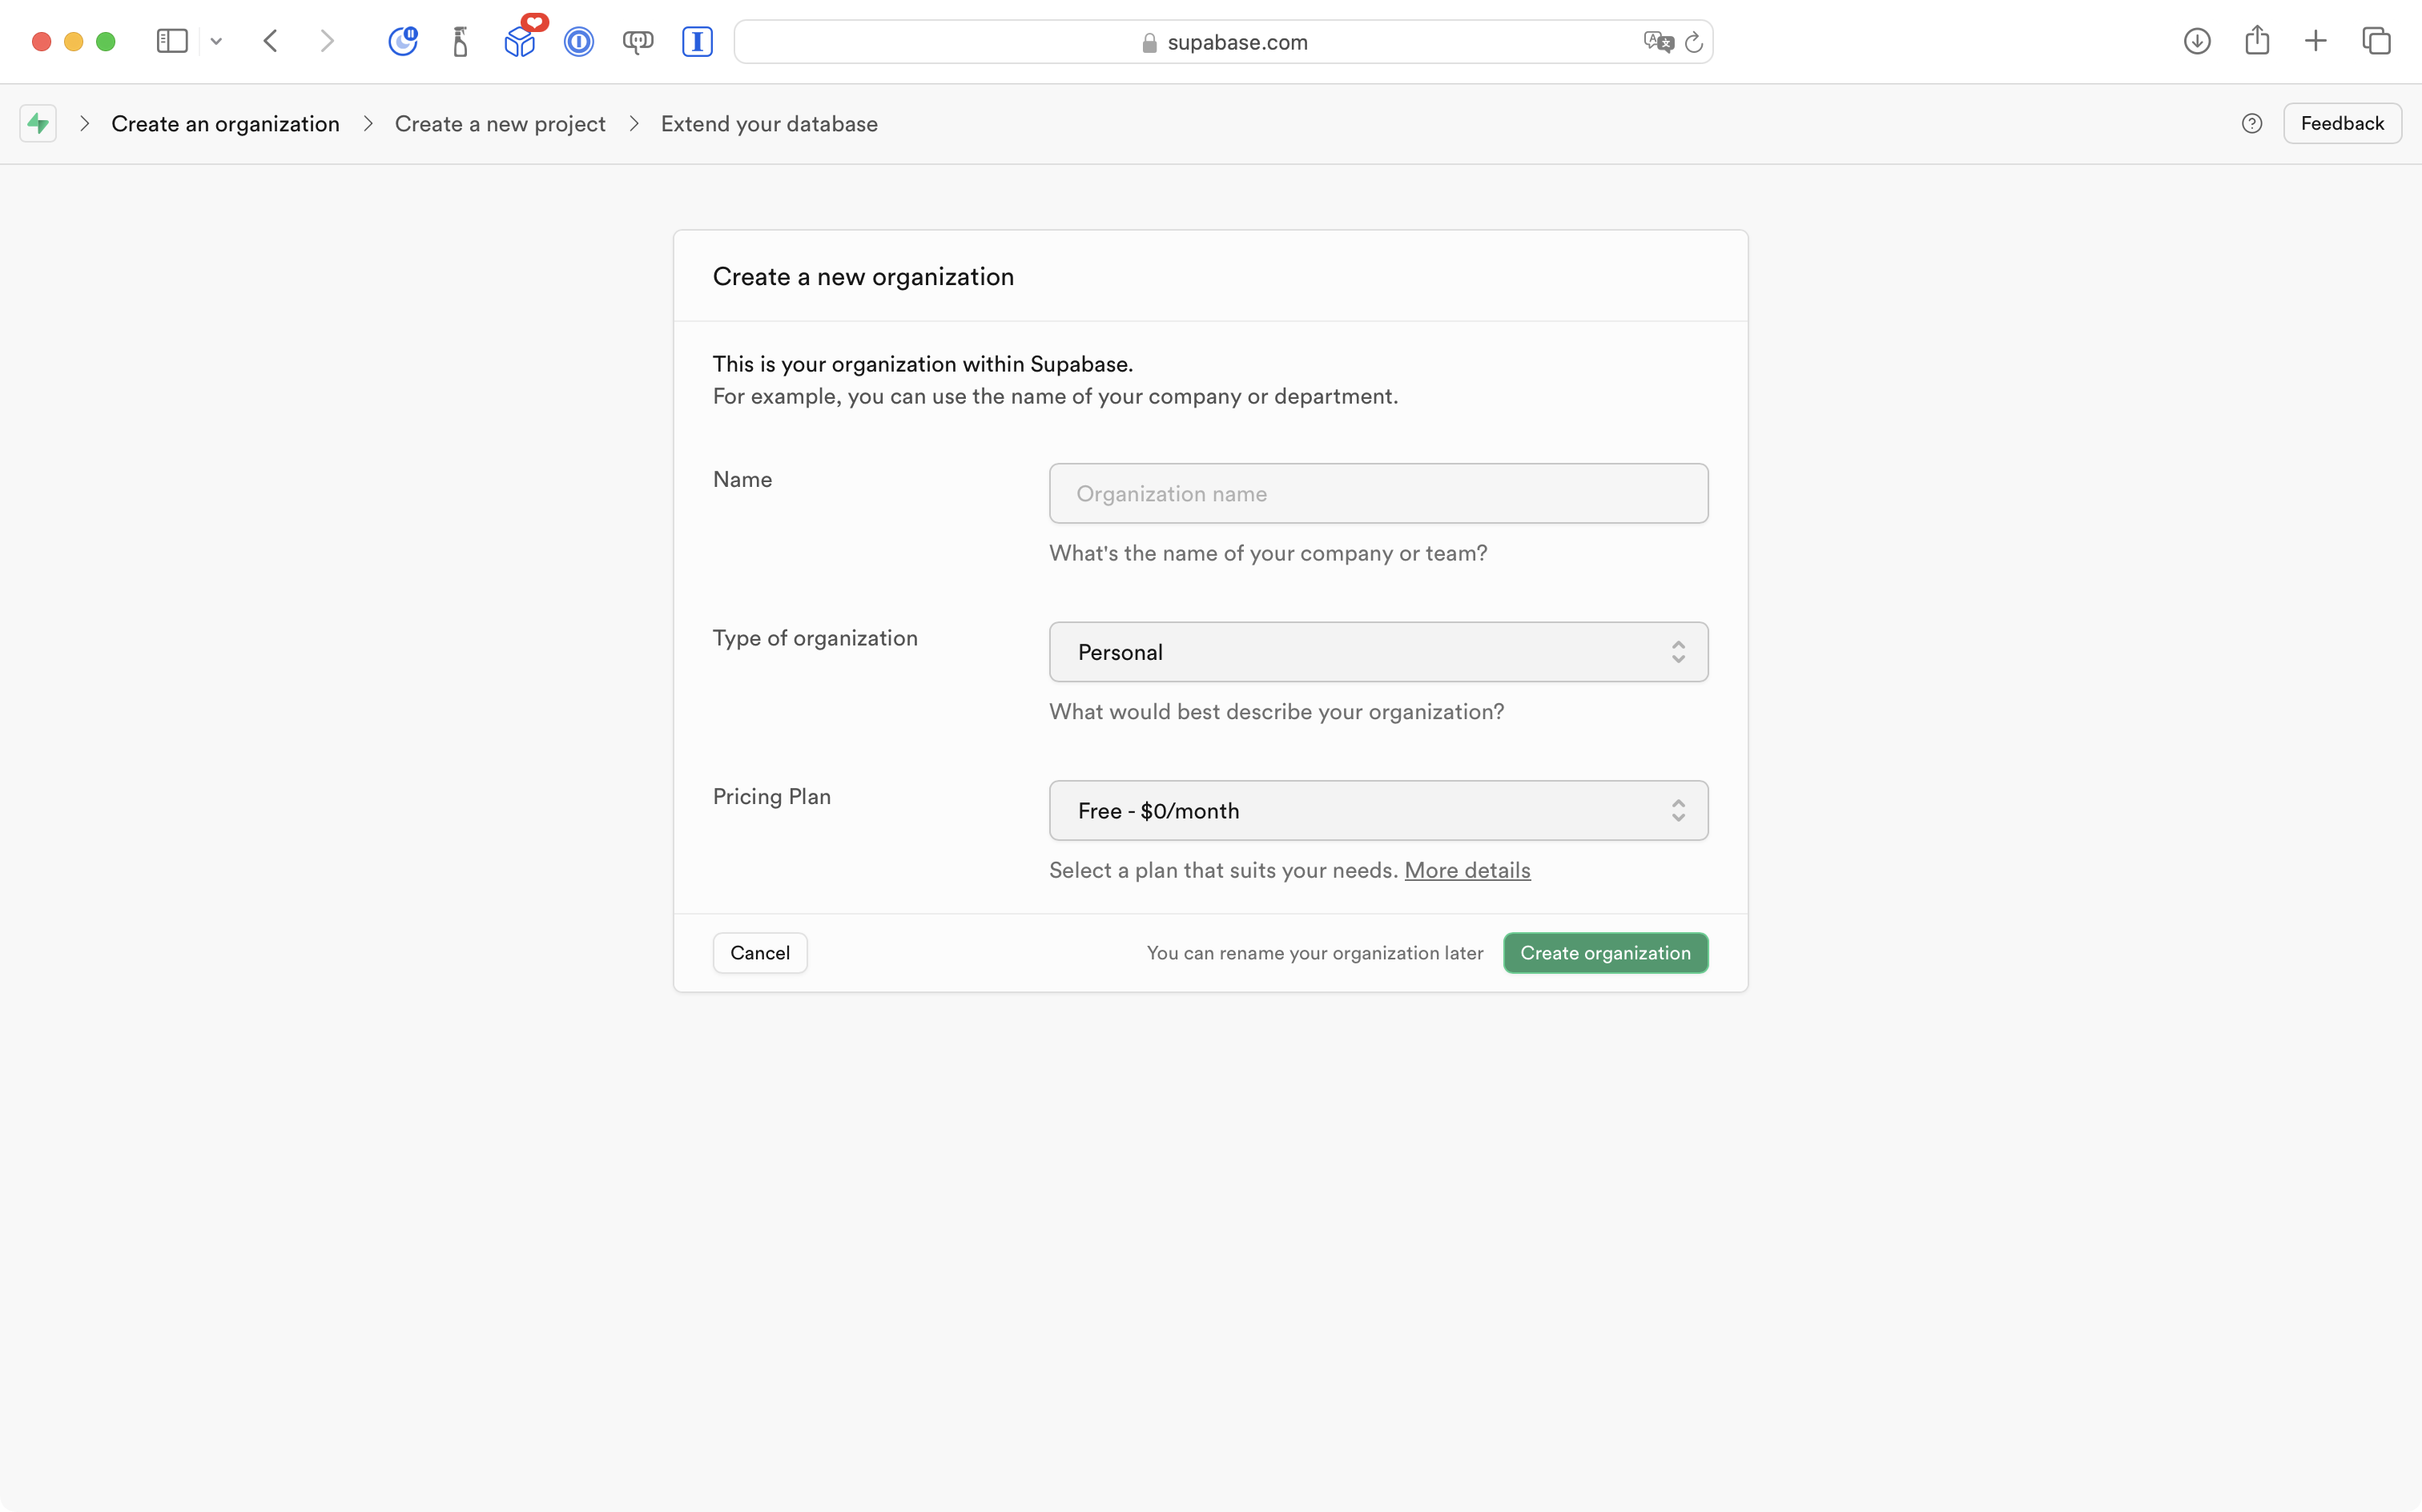 supabase.com
Create an organization
Create a new project
Extend your database
Feedback
Create a new organization
This is your organization within Supabase.
For example, you can use the name of your company or department.
Name
Organization name
What's the name of your company or team?
Type of organization
Personal
What would best describe your organization?
Pricing Plan
Free - $0/month
Select a plan that suits your needs. More details
Cancel
You can rename your organization later
Create organization